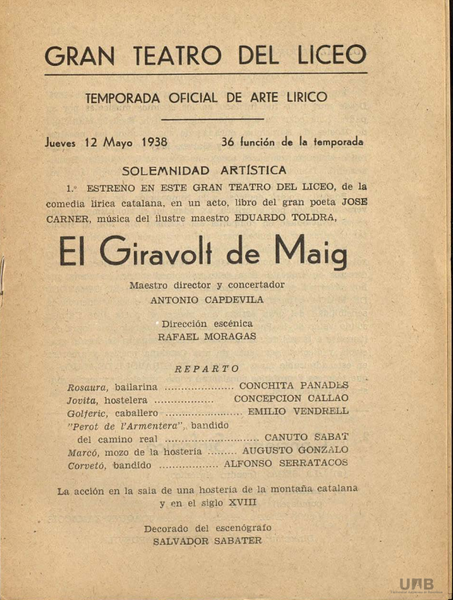 GRAN TEATRO DEL LICEO
TEMPORADA OFICIAL DE ARTE LIRICO
Jueves 12 Mayo 1938 36 función de la temporada
SOLEMNIDAD ARTÍSTICA
1.º ESTRENO EN ESTE GRAN TEATRO DEL LICEO, de la
comedia lírica catalana, en un acto, libro del gran poeta JOSE
CARNER, música del ilustre maestro EDUARDO TOLDRA,
El Giravolt de Maig
Maestro director y concertador
ANTONIO CAPDEVILA
Dirección escénica
RAFAEL MORAGAS
REPARTO
Rosaura, bailarina .................. CONCHITA PANADES
Jovita, hostelera .................. CONCEPCION CALLAO
Golferic, caballero .................. EMILIO VENDRELL
"Perot de l'Armentera", bandido
del camino real .................. CANUTO SABAT
Marcó, mozo de la hostería ........ AUGUSTO GONZALO
Corvetó, bandido .................. ALFONSO SERRATACOS
La acción en la sala de una hostería de la montaña catalana
y en el siglo XVIII
Decorado del escenógrafo
SALVADOR SABATER
UAB